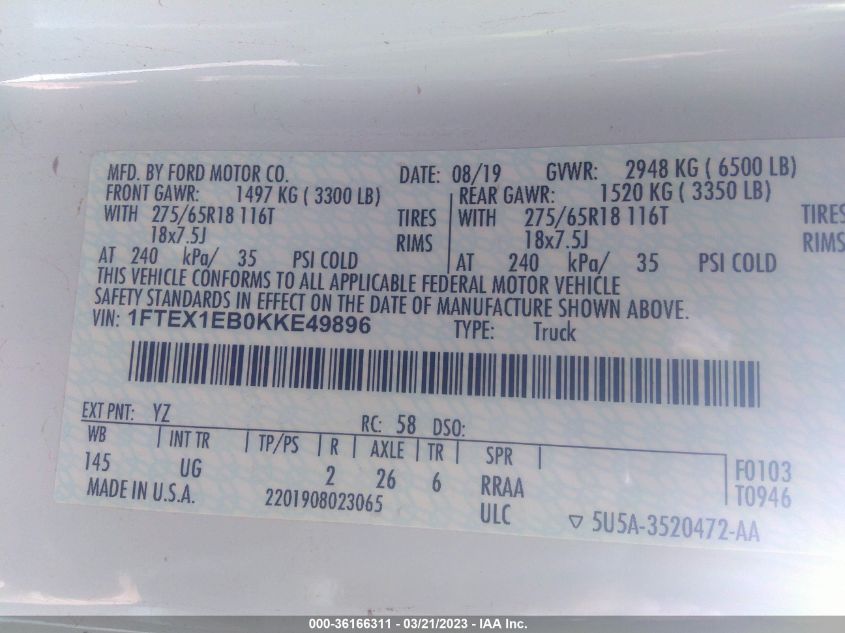 MFD. BY FORD MOTOR CO. DATE: 08/19 GVWR: 2948 KG ( 6500 LB)
FRONT GAWR: 1497 KG ( 3300 LB) REAR GAWR: 1520 KG ( 3350 LB)
WITH 275/65R18 116T TIRES WITH 275/65R18 116T TIRES
18x7.5J RIMS 18x7.5J RIMS
AT 240 kPa/ 35 PSI COLD AT 240 kPa/ 35 PSI COLD
THIS VEHICLE CONFORMS TO ALL APPLICABLE FEDERAL MOTOR VEHICLE
SAFETY STANDARDS IN EFFECT ON THE DATE OF MANUFACTURE SHOWN ABOVE.
VIN: 1FTEX1EB0KKE49896 TYPE: Truck
EXT PNT: YZ RC: 58 DSO:
WB INT TR TP/PS R AXLE TR SPR
145 UG 2 26 6 RRAA F0103
MADE IN U.S.A. 2201908023065 ULC T0946
5U5A-3520472-AA
000-36166311 - 03/21/2023 - IAA Inc.